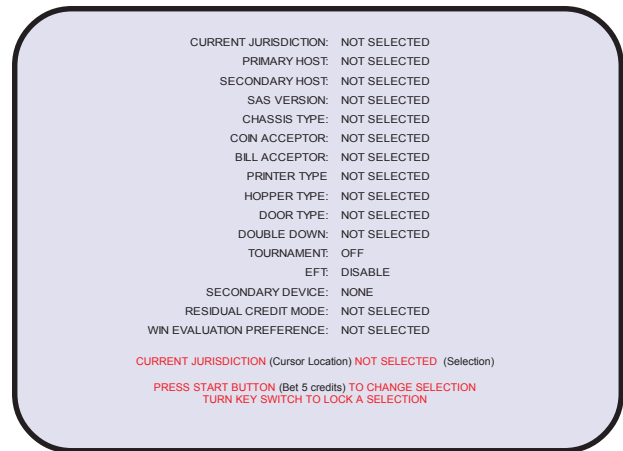 CURRENT JURISDICTION: NOT SELECTED
PRIMARY HOST: NOT SELECTED
SECONDARY HOST: NOT SELECTED
SAS VERSION: NOT SELECTED
CHASSIS TYPE: NOT SELECTED
COIN ACCEPTOR: NOT SELECTED
BILL ACCEPTOR: NOT SELECTED
PRINTER TYPE NOT SELECTED
HOPPER TYPE: NOT SELECTED
DOOR TYPE: NOT SELECTED
DOUBLE DOWN: NOT SELECTED
TOURNAMENT: OFF
EFT: DISABLE
SECONDARY DEVICE: NONE
RESIDUAL CREDIT MODE: NOT SELECTED
WIN EVALUATION PREFERENCE: NOT SELECTED
CURRENT JURISDICTION (Cursor Location) NOT SELECTED (Selection)
PRESS START BUTTON (Bet 5 credits) TO CHANGE SELECTION
TURN KEY SWITCH TO LOCK A SELECTION